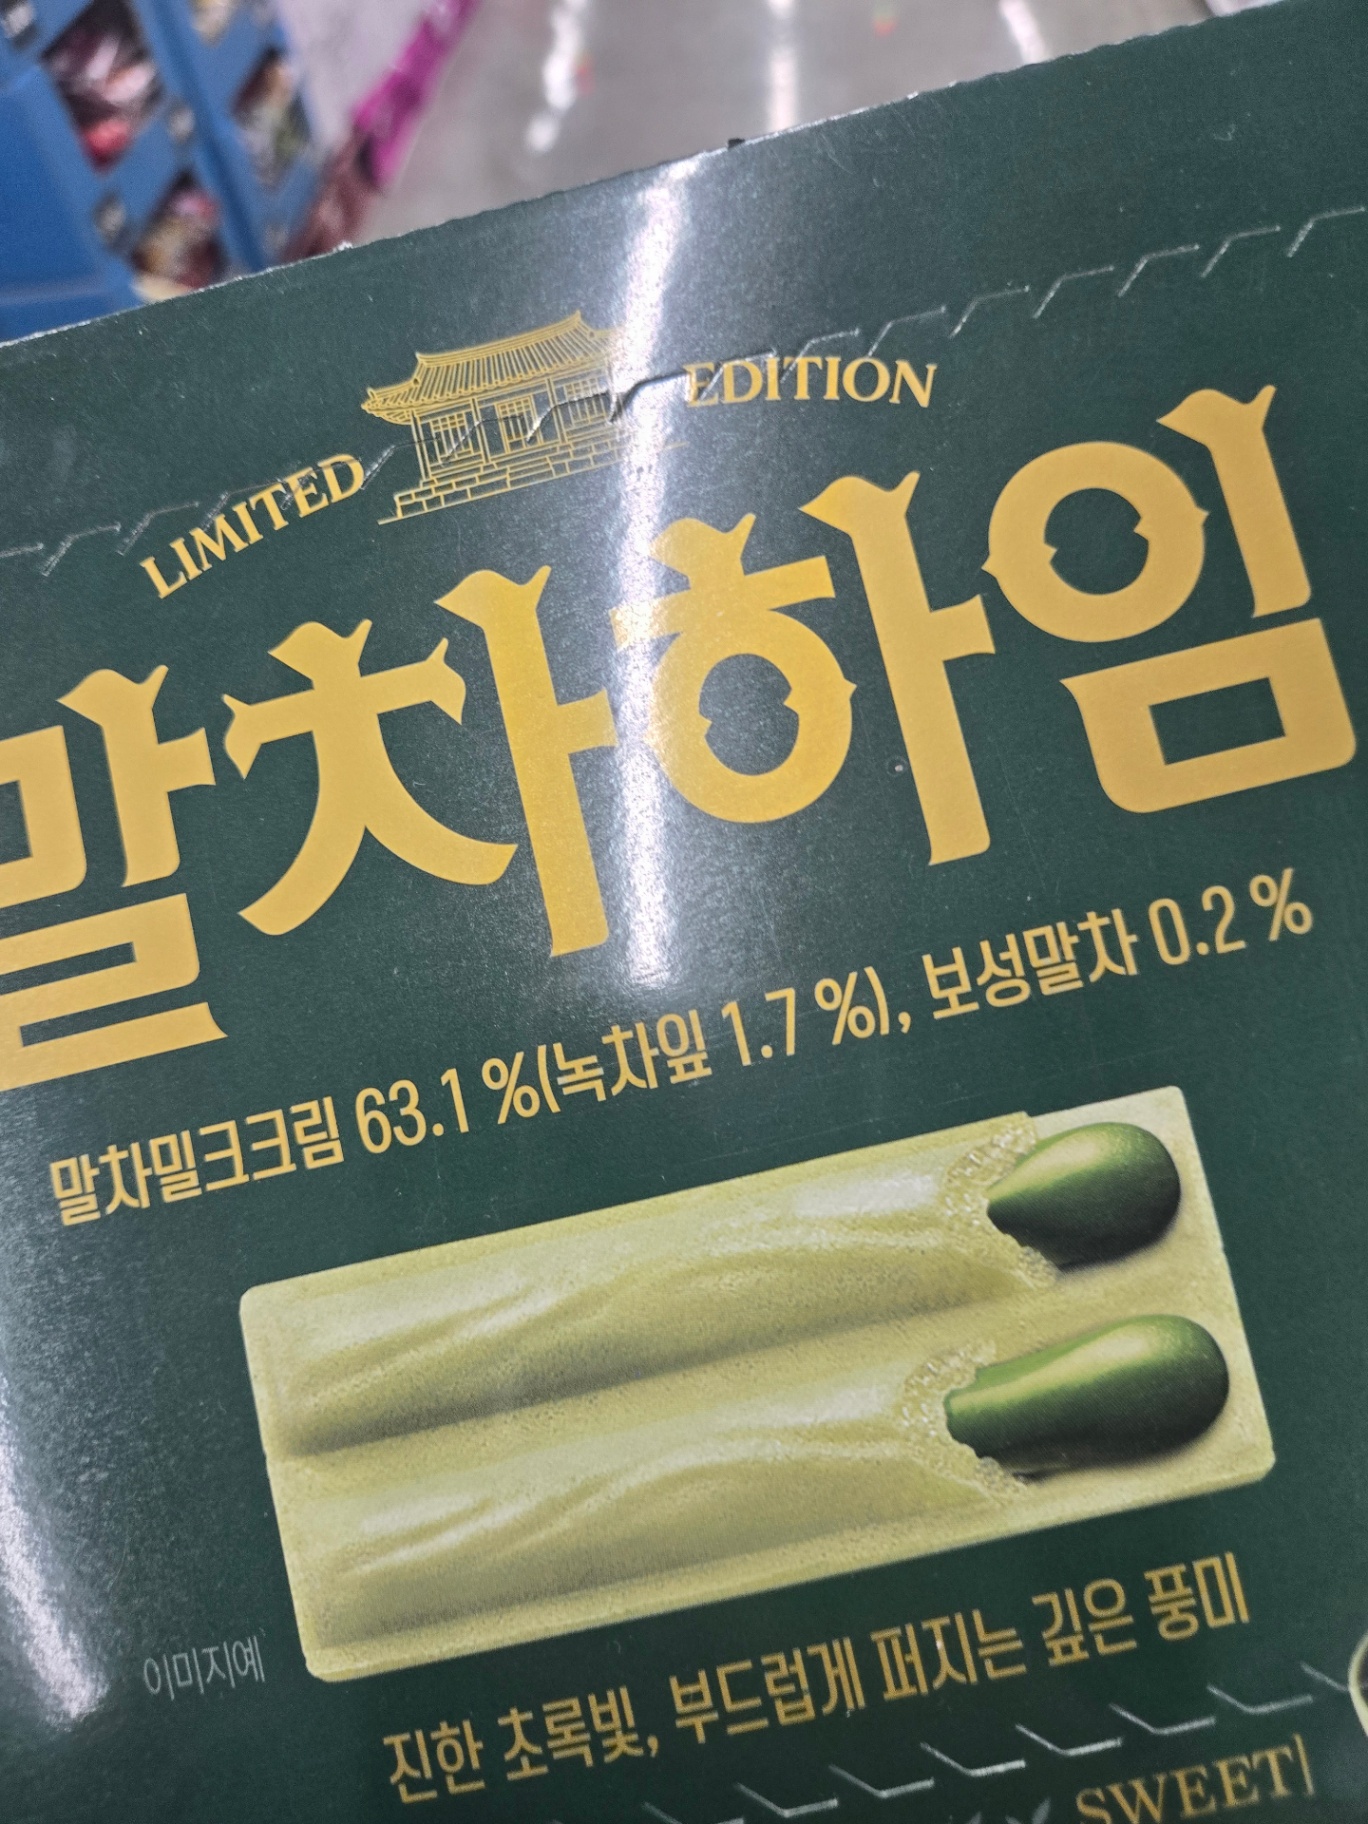 LIMITED EDITION
말차하임
말차밀크크림 63.1 %(녹차잎 1.7 %), 보성말차 0.2 %
이미지예
진한 초록빛, 부드럽게 퍼지는 깊은 풍미
SWEET